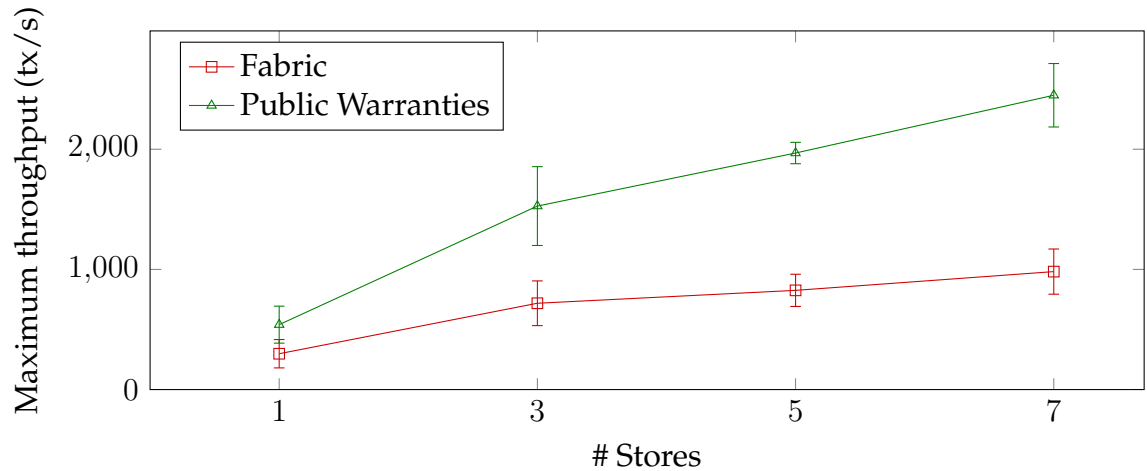 Maximum throughput (tx/s)
Fabric
Public Warranties
2,000
1,000
0
1 3 5 7
# Stores